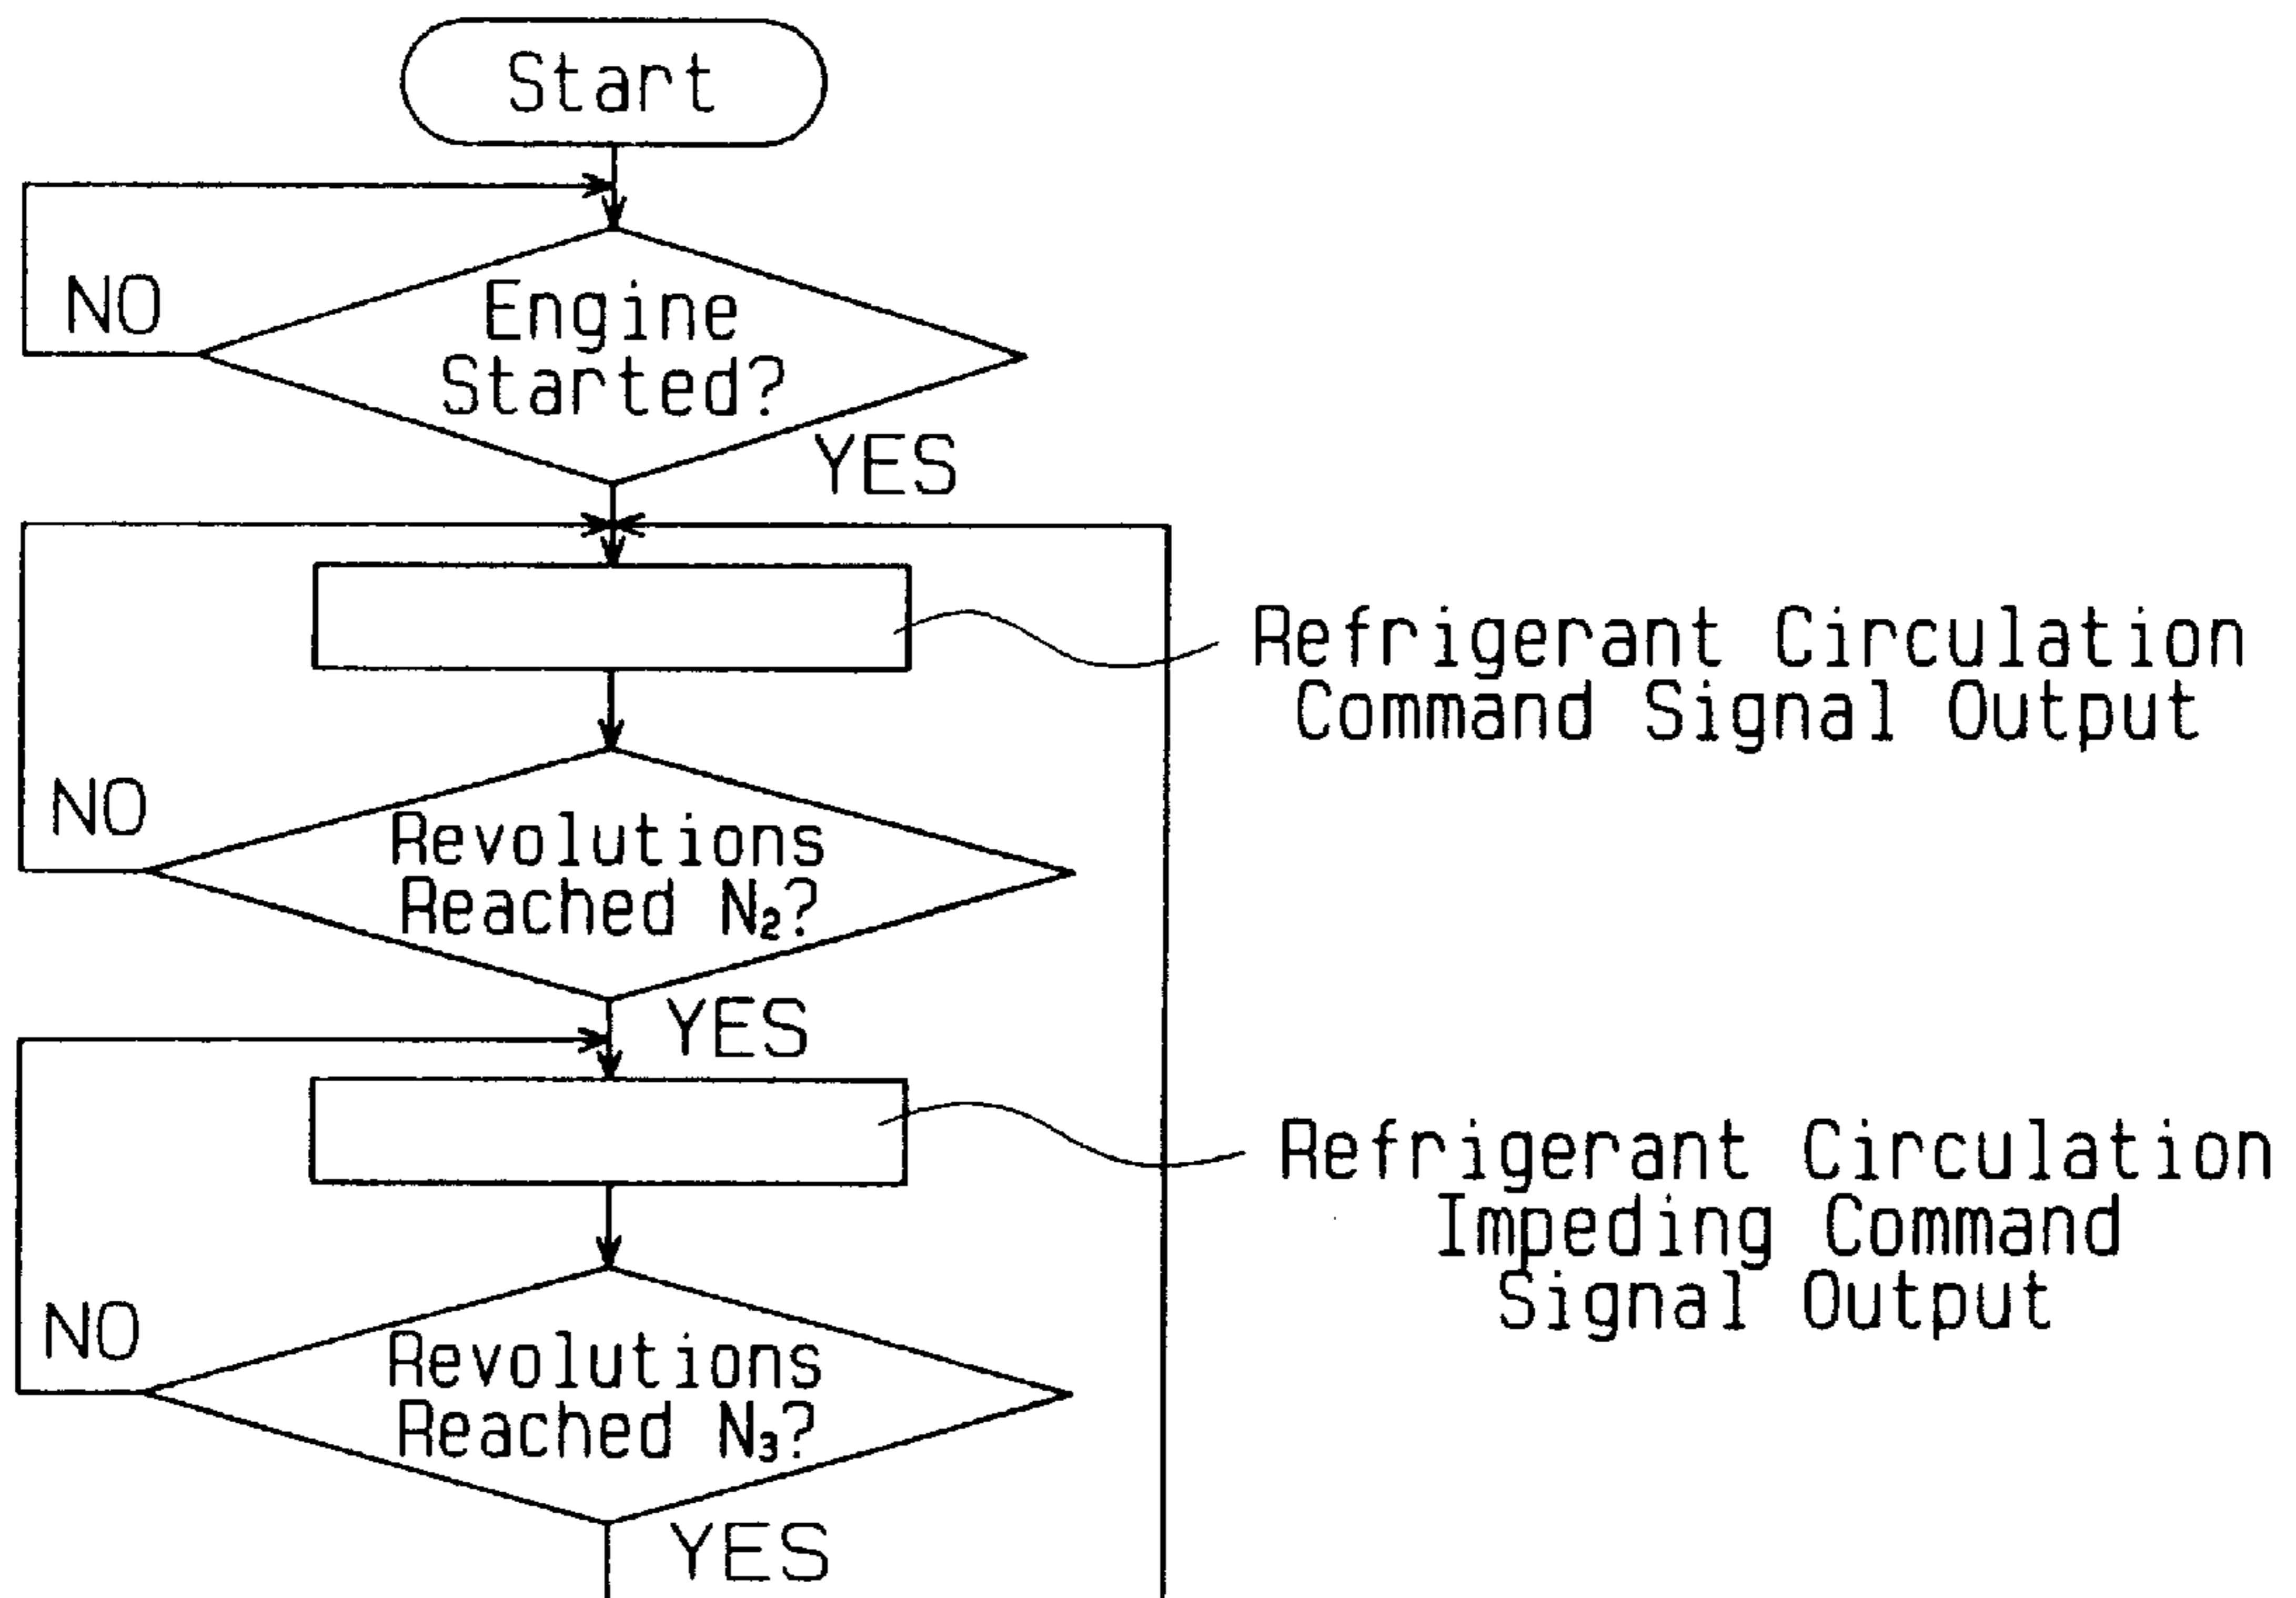 Start
NO
Engine
Started?
YES
Refrigerant Circulation
Command Signal Output
NO
Revolutions
Reached N₂?
YES
Refrigerant Circulation
Impeding Command
Signal Output
NO
Revolutions
Reached N₃?
YES